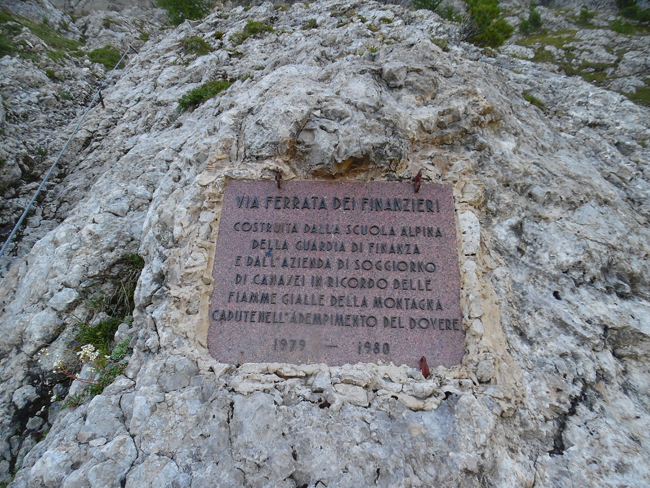 VIA FERRATA DEI FINANZIERI
COSTRUITA DALLA SCUOLA ALPINA
DELLA GUARDIA DI FINANZA
E DALL'AZIENDA DI SOGGIORNO
DI CANAZEI IN RICORDO DELLE
FIAMME GIALLE DELLA MONTAGNA
CADUTE NELL'ADEMPIMENTO DEL DOVERE
1979 — 1980